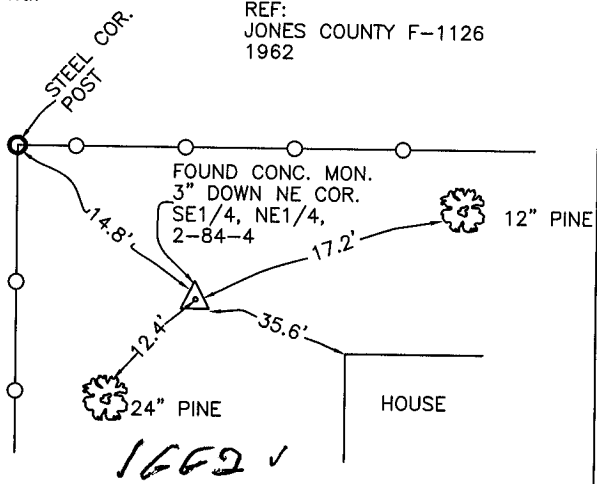 REF:
JONES COUNTY F-1126
1962
STEEL COR.
POST
FOUND CONC. MON.
3" DOWN NE COR.
SE1/4, NE1/4,
2-84-4
14.8'
17.2'
12" PINE
12.4'
35.6'
24" PINE
HOUSE